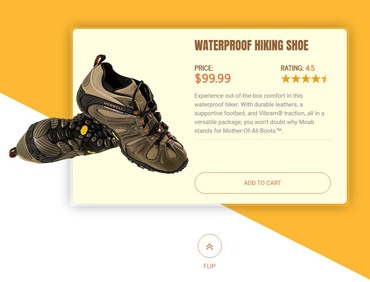 WATERPROOF HIKING SHOE
PRICE:
$99.99
RATING: 4.5
Experience out-of-the-box comfort in this
waterproof hiker. With durable leathers, a
supportive footbed, and Vibram® traction, all in a
versatile package, you won't doubt why Moab
stands for Mother-Of-All-Boots™.
ADD TO CART
FLIP